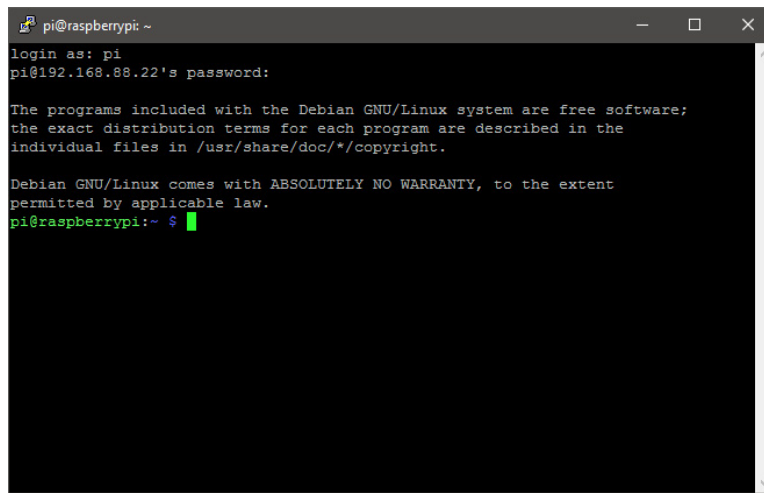 pi@raspberrypi: ~
login as: pi
pi@192.168.88.22's password:
The programs included with the Debian GNU/Linux system are free software;
the exact distribution terms for each program are described in the
individual files in /usr/share/doc/*/copyright.
Debian GNU/Linux comes with ABSOLUTELY NO WARRANTY, to the extent
permitted by applicable law.
pi@raspberrypi:~ $